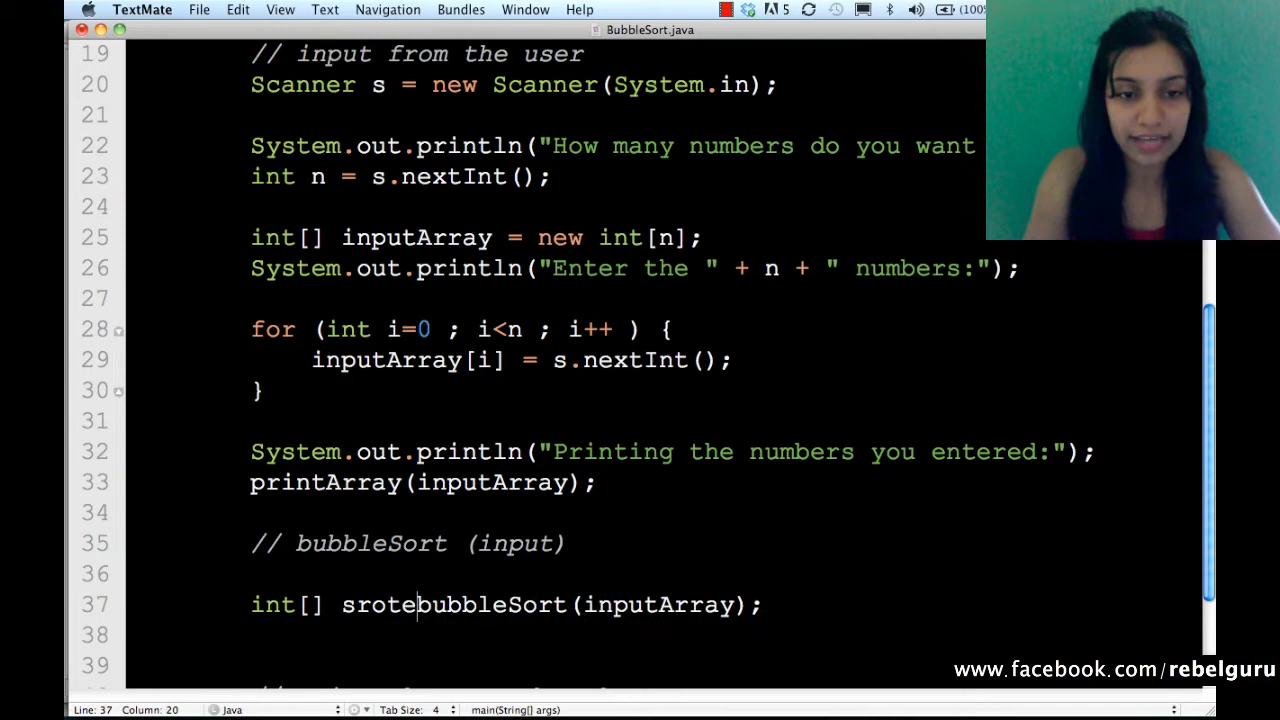 TextMate File Edit View Text Navigation Bundles Window Help 5 (100%
BubbleSort.java
19 // input from the user
20 Scanner s = new Scanner(System.in);
21
22 System.out.println("How many numbers do you want
23 int n = s.nextInt();
24
25 int[] inputArray = new int[n];
26 System.out.println("Enter the " + n + " numbers:");
27
28 for (int i=0 ; i<n ; i++ ) {
29 inputArray[i] = s.nextInt();
30 }
31
32 System.out.println("Printing the numbers you entered:");
33 printArray(inputArray);
34
35 // bubbleSort (input)
36
37 int[] srotebubbleSort(inputArray);
38
39
www.facebook.com/rebelguru
Line: 37 Column: 20 Java Tab Size: 4 main(String[] args)